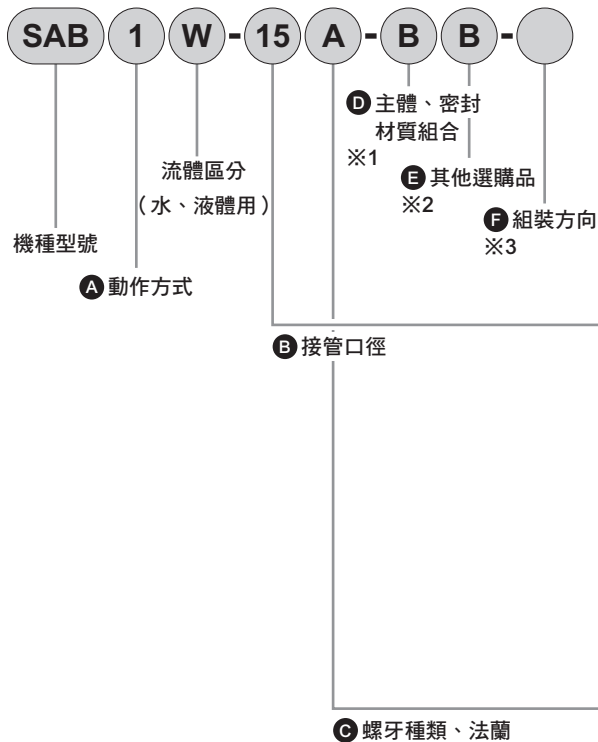 SAB 1 W - 15 A - B B -
D 主體、密封
材質組合
※1
流體區分
（水、液體用）
E 其他選購品
※2
F 組裝方向
※3
機種型號
A 動作方式
B 接管口徑
C 螺牙種類、法蘭